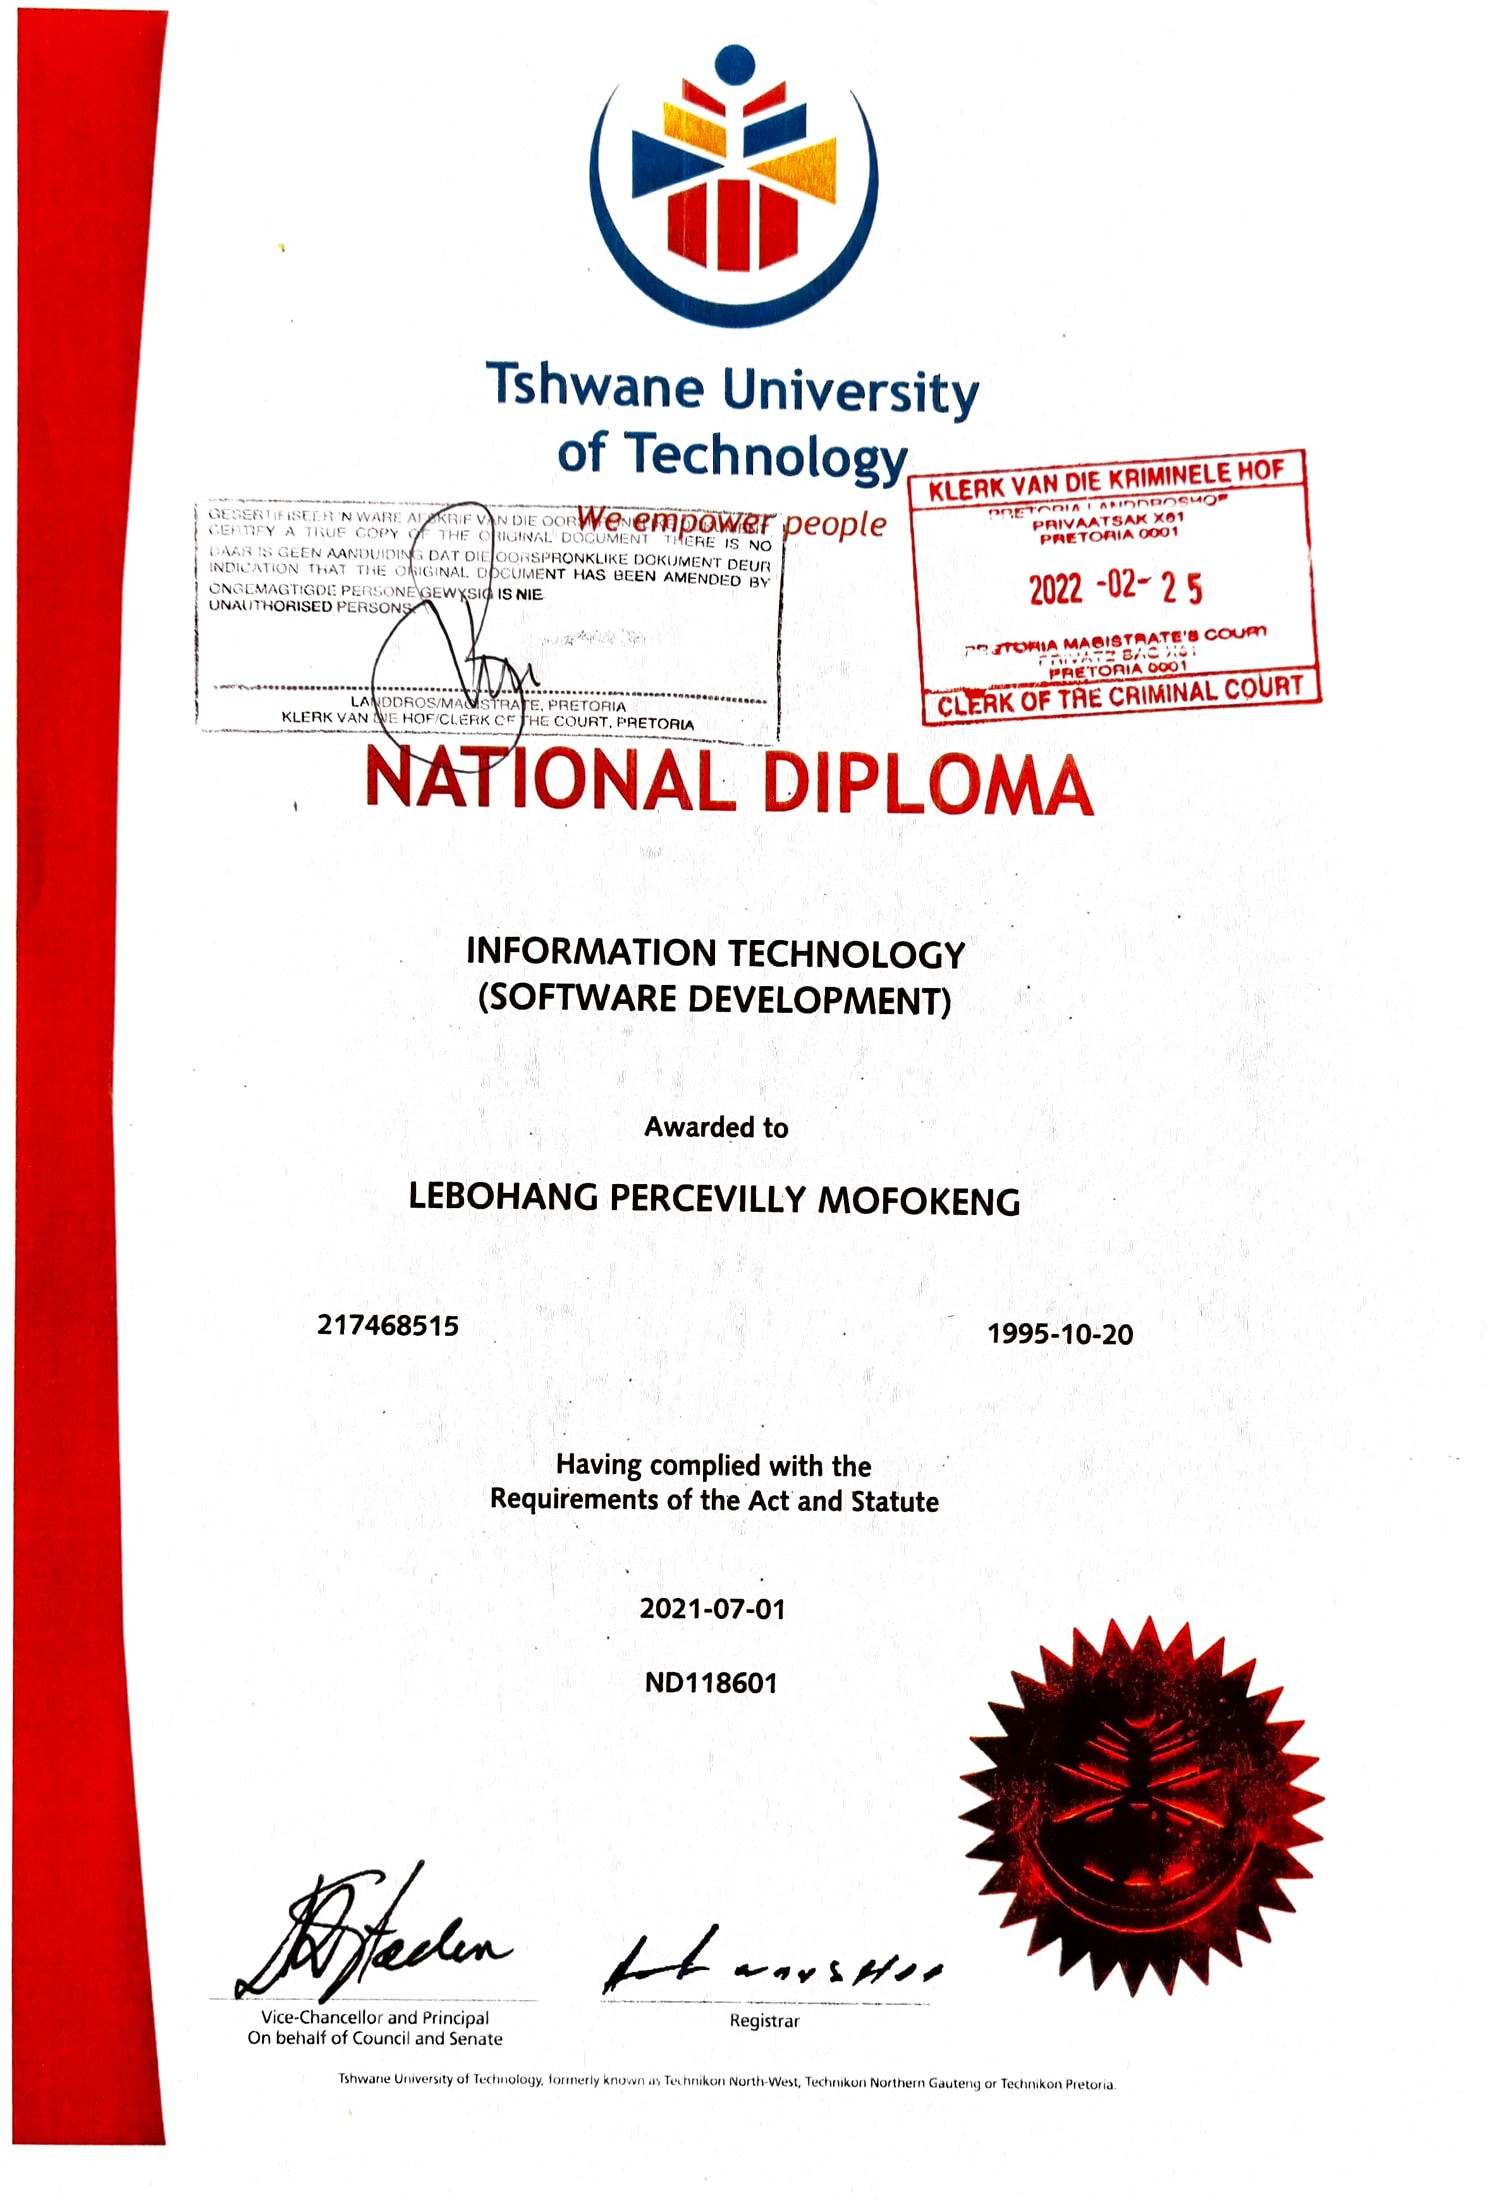 Tshwane University
of Technology
We empower people
GESERTIFISEER 'N WARE AFSKRIF VAN DIE
CERTIFY A TRUE COPY OF THE ORIGINAL DOCUMENT THERE IS NO
DAAR IS GEEN AANDUIDING DAT DIE OORSPRONKLIKE DOKUMENT DEUR
INDICATION THAT THE ORIGINAL DOCUMENT HAS BEEN AMENDED BY
ONGEMAGTIGDE PERSONE GEWYSIG IS NIE
UNAUTHORISED PERSONS
LANDDROS/MAGISTRATE, PRETORIA
KLERK VAN DIE HOF/CLERK OF THE COURT, PRETORIA
KLERK VAN DIE KRIMINELE HOF
PRETORIA LANDDROSHOF
PRIVAATSAK X61
PRETORIA 0001
2022 -02- 25
PRETORIA MAGISTRATE'S COURT
PRIVATE BAG X61
PRETORIA 0001
CLERK OF THE CRIMINAL COURT
NATIONAL DIPLOMA
INFORMATION TECHNOLOGY
(SOFTWARE DEVELOPMENT)
Awarded to
LEBOHANG PERCEVILLY MOFOKENG
217468515 1995-10-20
Having complied with the
Requirements of the Act and Statute
2021-07-01
ND118601
Vice-Chancellor and Principal
On behalf of Council and Senate
Registrar
Tshwane University of Technology, formerly known as Technikon North-West, Technikon Northern Gauteng or Technikon Pretoria.